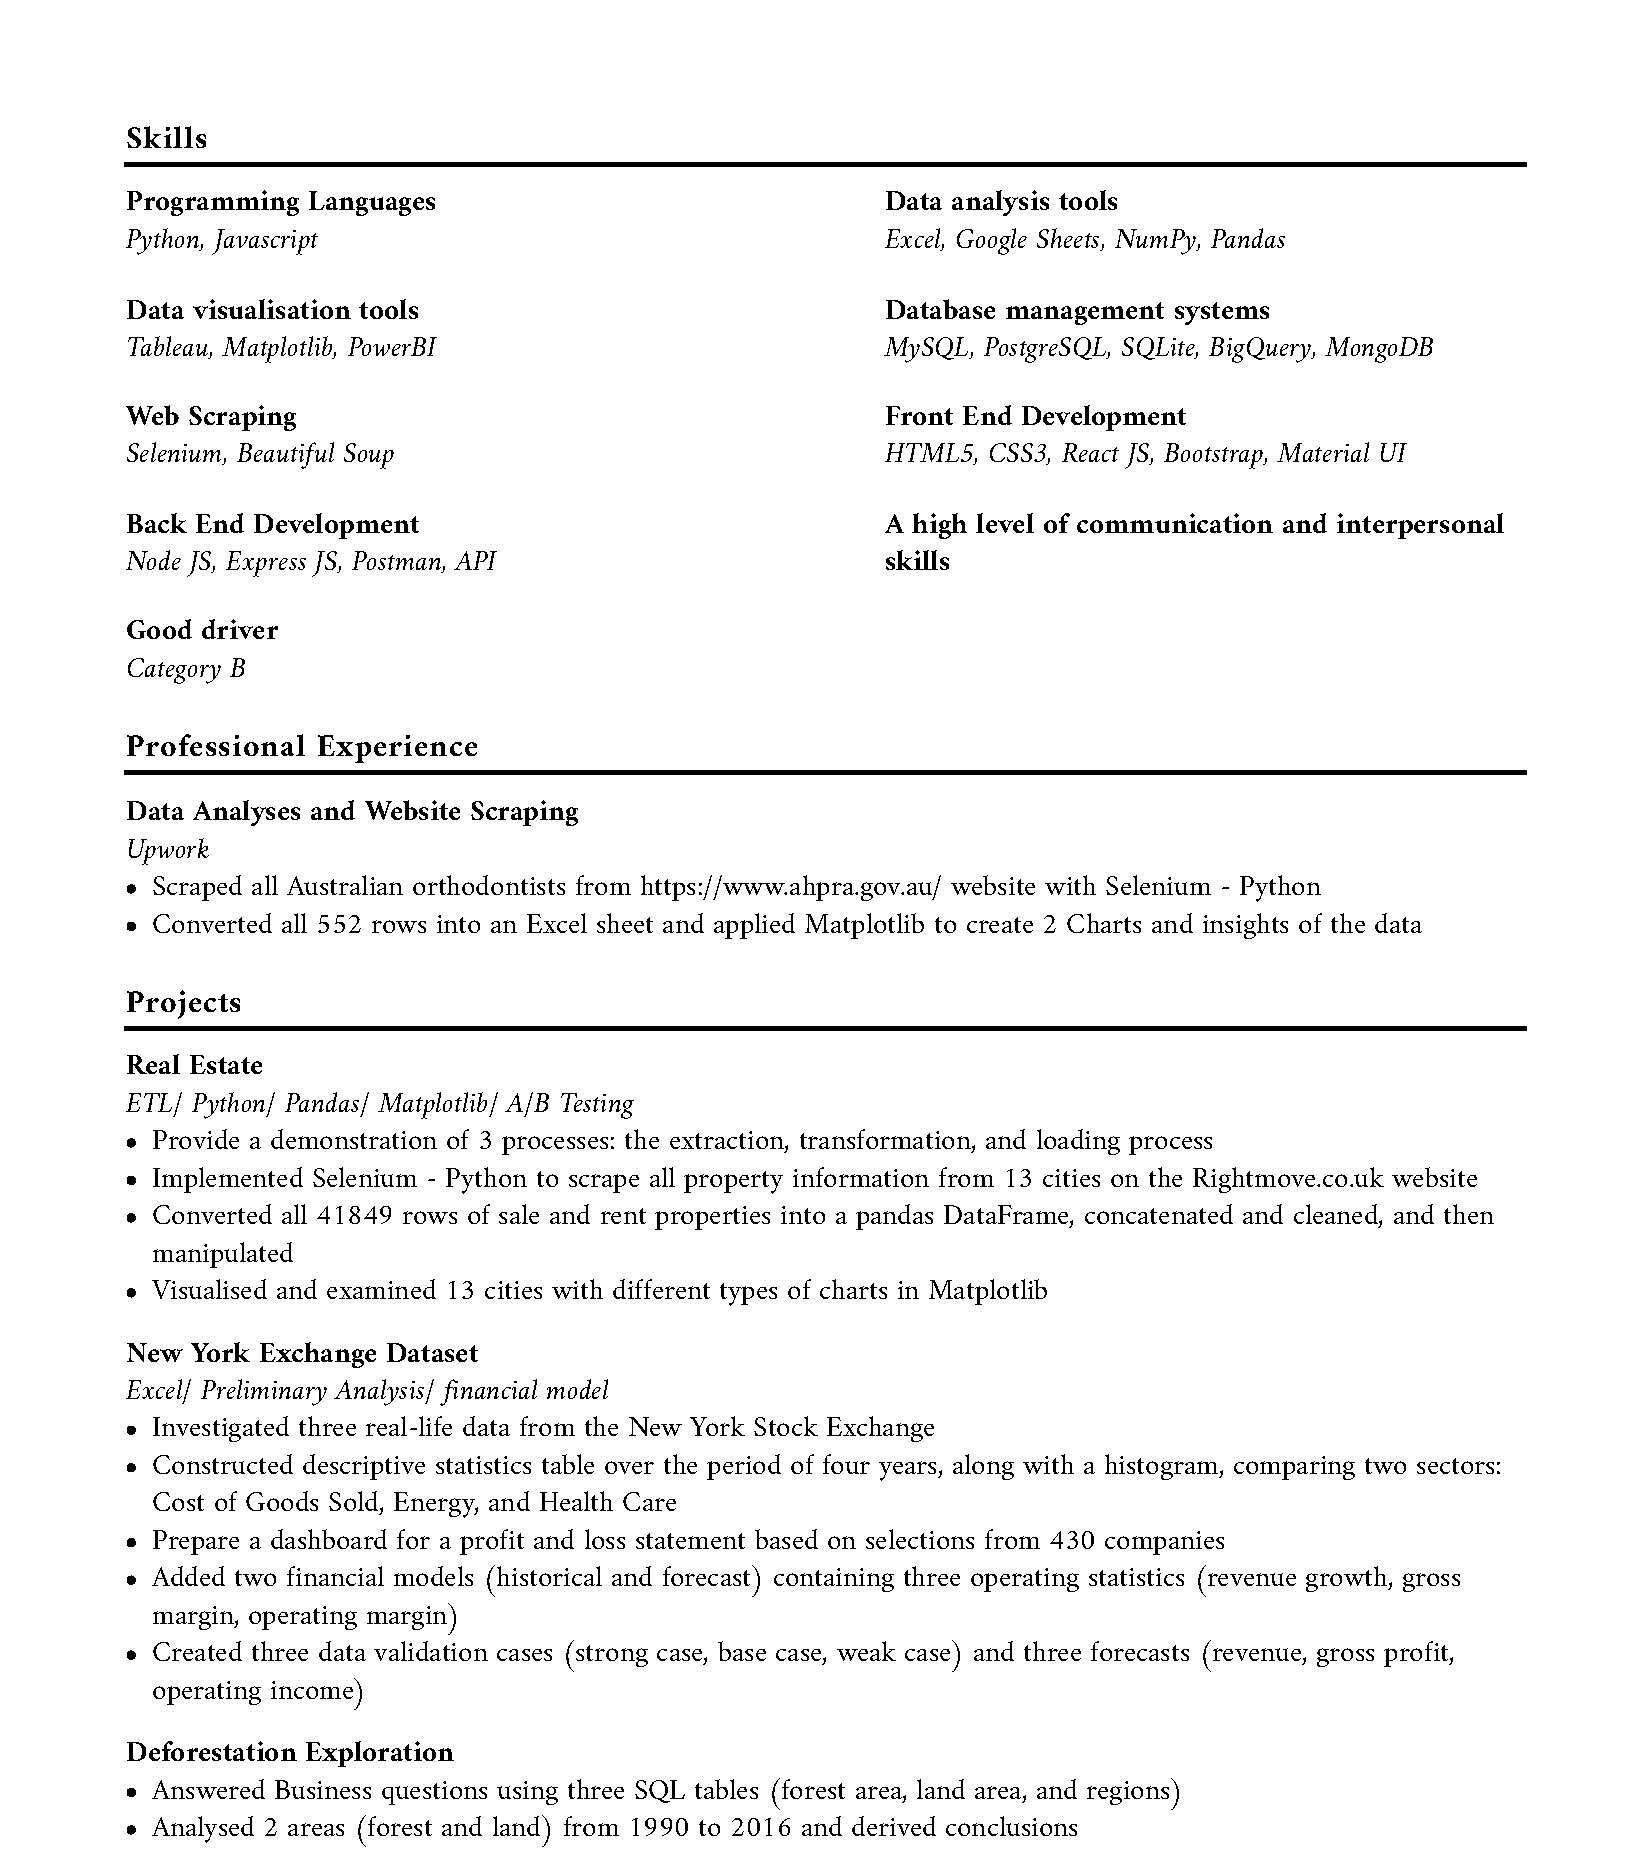 Skills
Programming Languages
Python, Javascript
Data analysis tools
Excel, Google Sheets, NumPy, Pandas
Data visualisation tools
Tableau, Matplotlib, PowerBI
Database management systems
MySQL, PostgreSQL, SQLite, BigQuery, MongoDB
Web Scraping
Selenium, Beautiful Soup
Front End Development
HTML5, CSS3, React JS, Bootstrap, Material UI
Back End Development
Node JS, Express JS, Postman, API
A high level of communication and interpersonal
skills
Good driver
Category B
Professional Experience
Data Analyses and Website Scraping
Upwork
• Scraped all Australian orthodontists from https://www.ahpra.gov.au/ website with Selenium - Python
• Converted all 552 rows into an Excel sheet and applied Matplotlib to create 2 Charts and insights of the data
Projects
Real Estate
ETL/ Python/ Pandas/ Matplotlib/ A/B Testing
• Provide a demonstration of 3 processes: the extraction, transformation, and loading process
• Implemented Selenium - Python to scrape all property information from 13 cities on the Rightmove.co.uk website
• Converted all 41849 rows of sale and rent properties into a pandas DataFrame, concatenated and cleaned, and then
manipulated
• Visualised and examined 13 cities with different types of charts in Matplotlib
New York Exchange Dataset
Excel/ Preliminary Analysis/ financial model
• Investigated three real-life data from the New York Stock Exchange
• Constructed descriptive statistics table over the period of four years, along with a histogram, comparing two sectors:
Cost of Goods Sold, Energy, and Health Care
• Prepare a dashboard for a profit and loss statement based on selections from 430 companies
• Added two financial models (historical and forecast) containing three operating statistics (revenue growth, gross
margin, operating margin)
• Created three data validation cases (strong case, base case, weak case) and three forecasts (revenue, gross profit,
operating income)
Deforestation Exploration
• Answered Business questions using three SQL tables (forest area, land area, and regions)
• Analysed 2 areas (forest and land) from 1990 to 2016 and derived conclusions